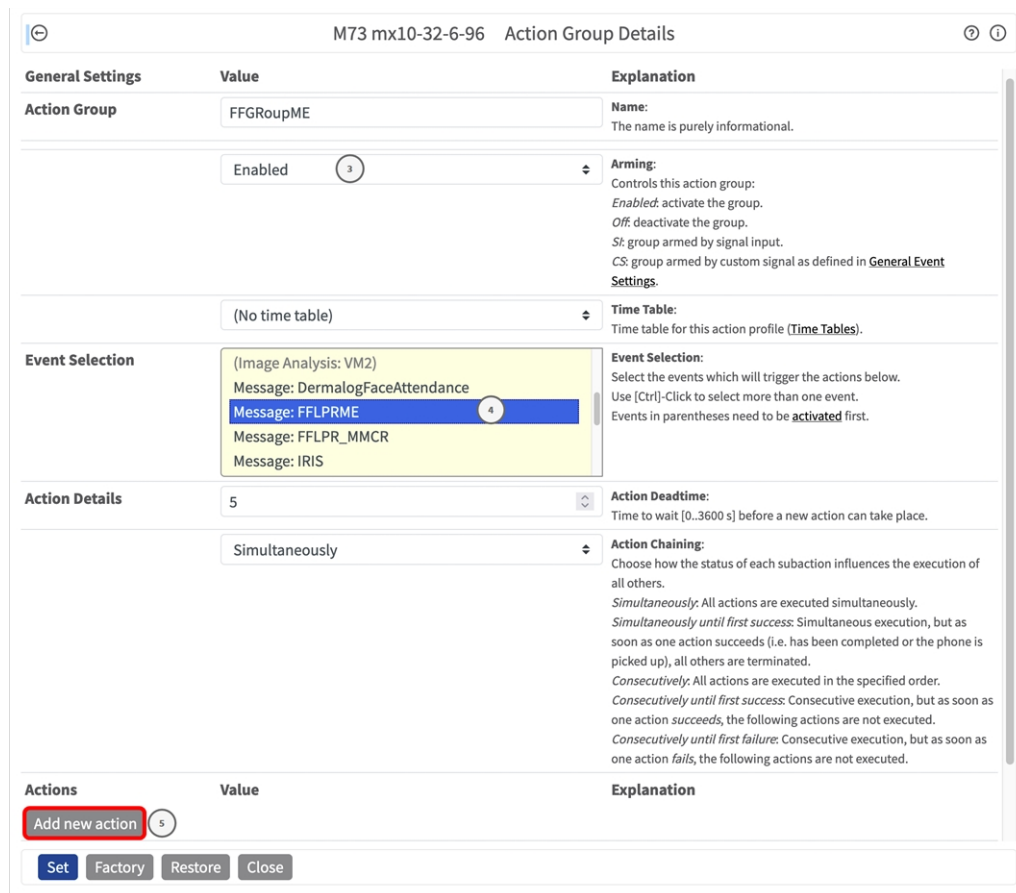 M73 mx10-32-6-96 Action Group Details
General Settings Value Explanation
Action Group FFGRoupME Name:
The name is purely informational.
Enabled 3 Arming:
Controls this action group:
Enabled: activate the group.
Off: deactivate the group.
SI: group armed by signal input.
CS: group armed by custom signal as defined in General Event
Settings.
(No time table) Time Table:
Time table for this action profile (Time Tables).
Event Selection
(Image Analysis: VM2)
Message: DermalogFaceAttendance
Message: FFLPRME 4
Message: FFLPR_MMCR
Message: IRIS
Event Selection:
Select the events which will trigger the actions below.
Use [Ctrl]-Click to select more than one event.
Events in parentheses need to be activated first.
Action Details 5 Action Deadtime:
Time to wait [0..3600 s] before a new action can take place.
Simultaneously Action Chaining:
Choose how the status of each subaction influences the execution of
all others.
Simultaneously: All actions are executed simultaneously.
Simultaneously until first success: Simultaneous execution, but as
soon as one action succeeds (i.e. has been completed or the phone is
picked up), all others are terminated.
Consecutively: All actions are executed in the specified order.
Consecutively until first success: Consecutive execution, but as soon as
one action succeeds, the following actions are not executed.
Consecutively until first failure: Consecutive execution, but as soon as
one action fails, the following actions are not executed.
Actions Value Explanation
Add new action 5
Set Factory Restore Close